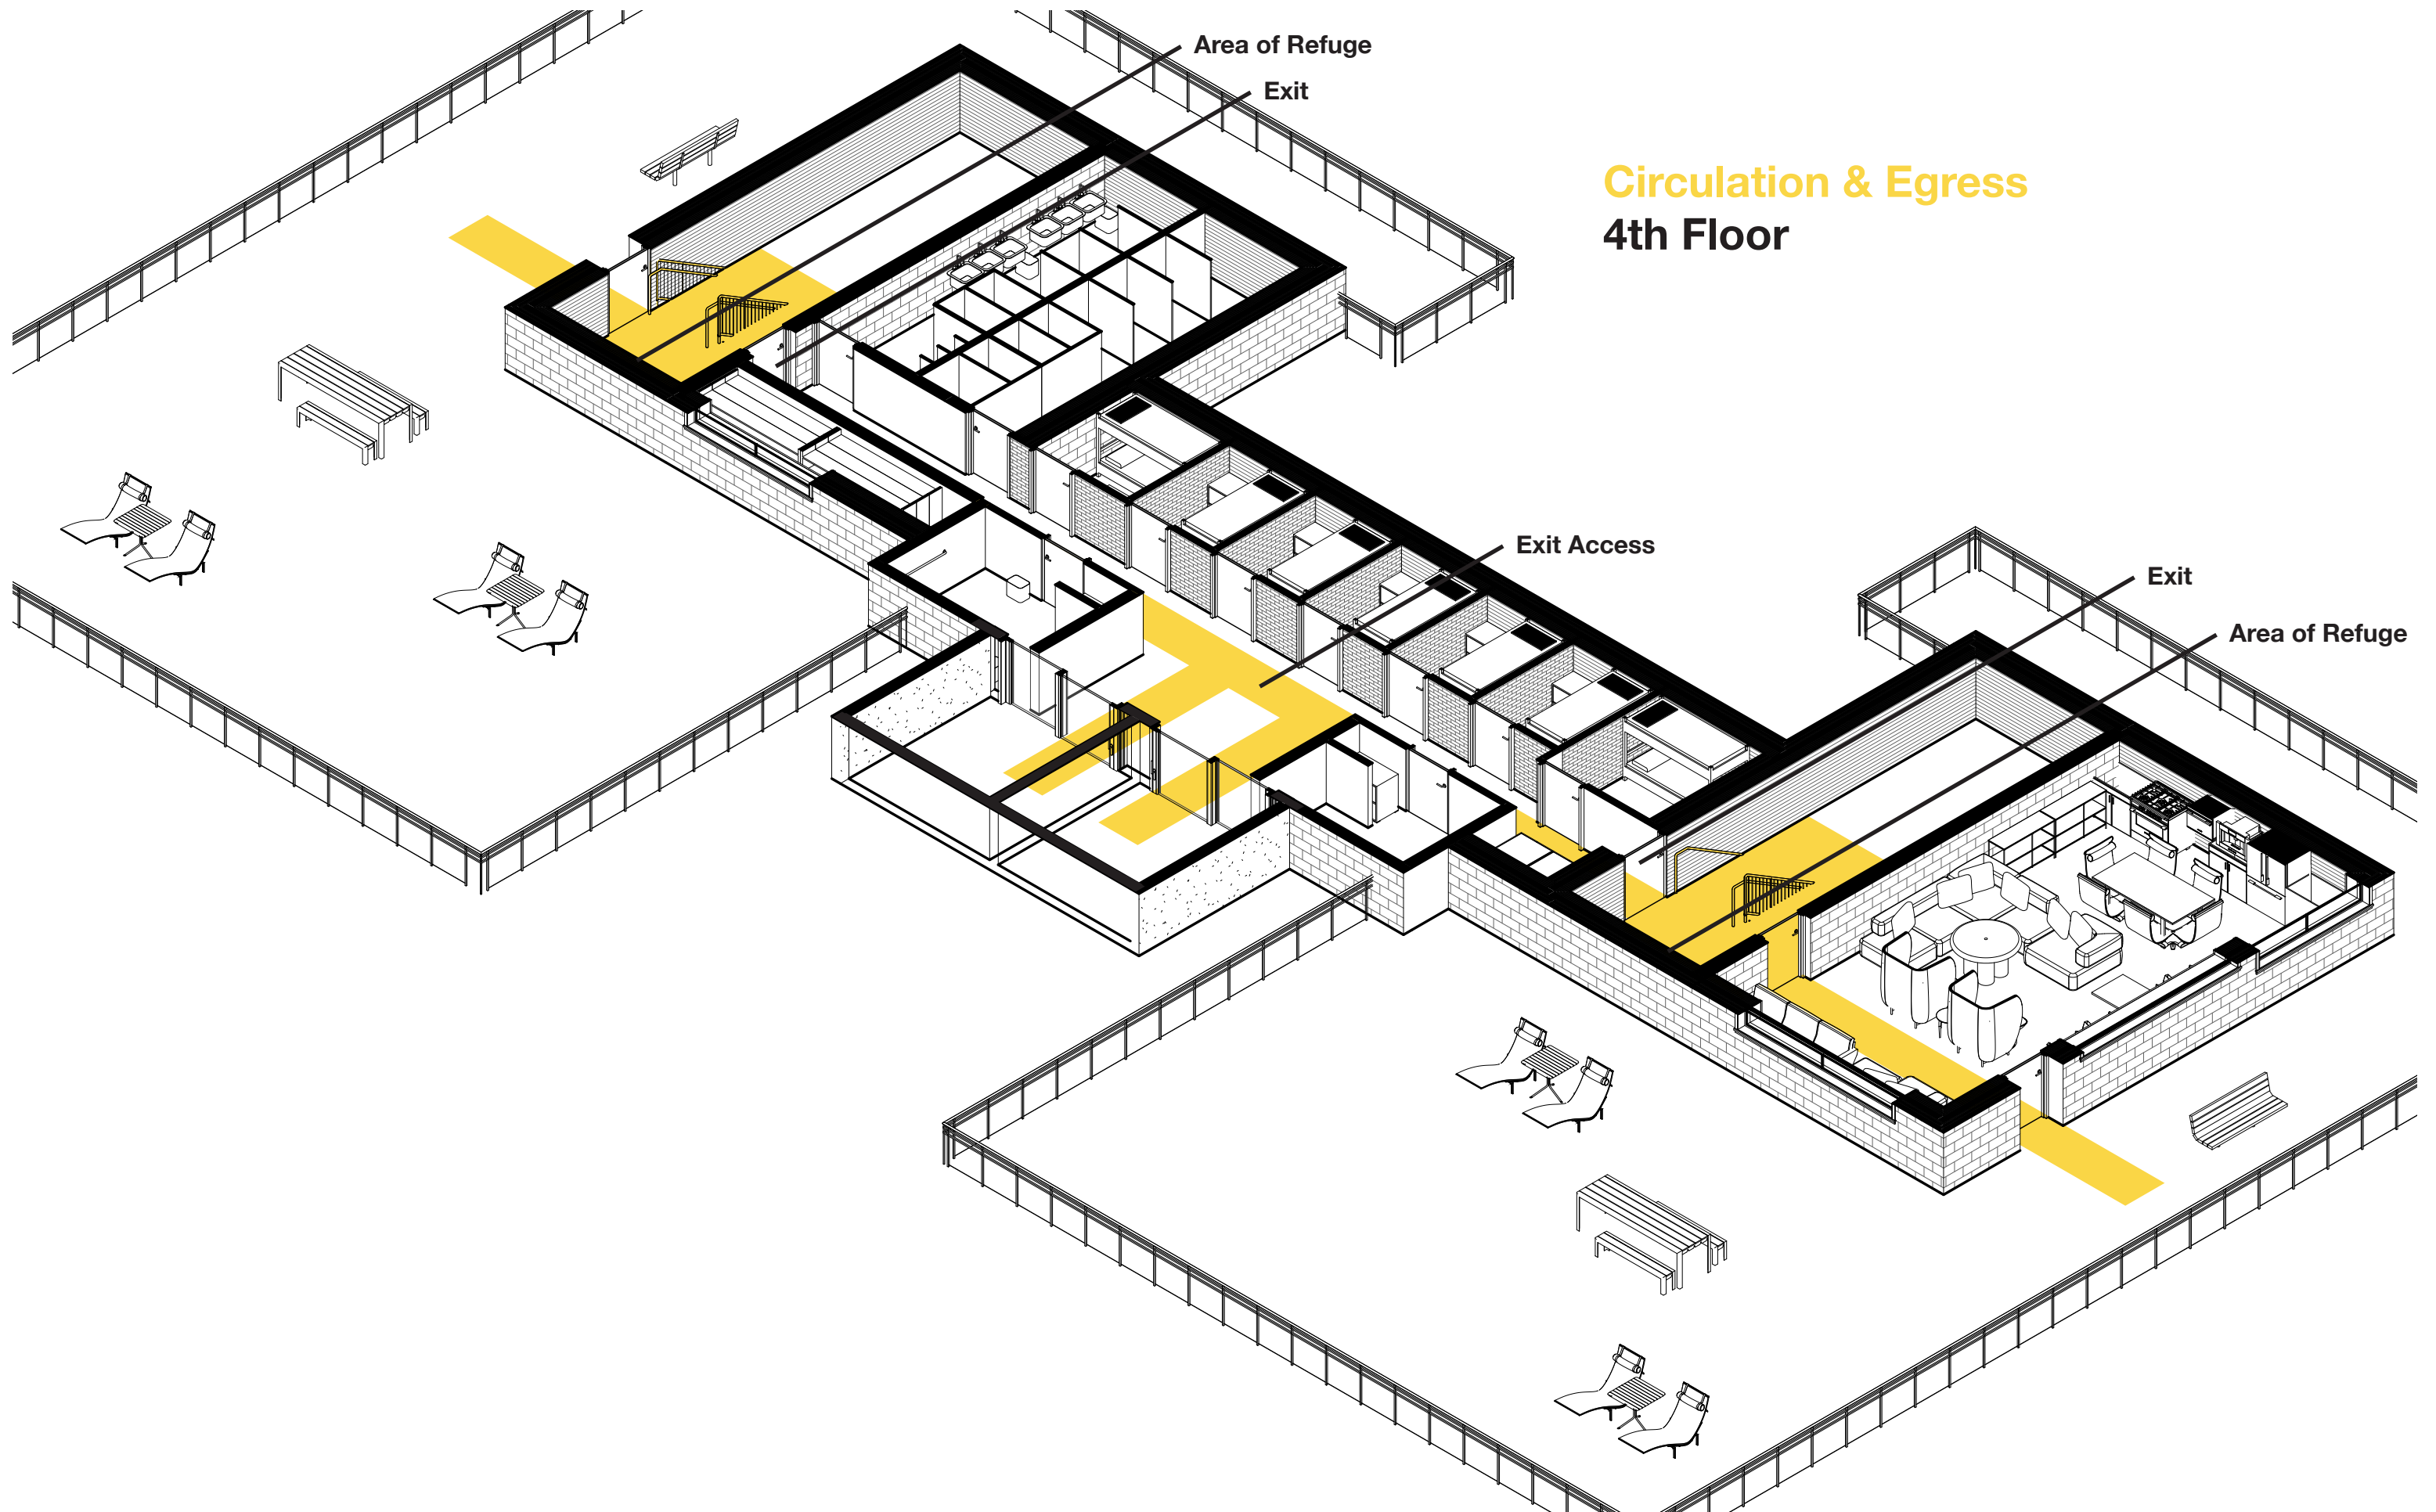 Area of Refuge
Exit
Circulation & Egress
4th Floor
Exit Access
Exit
Area of Refuge